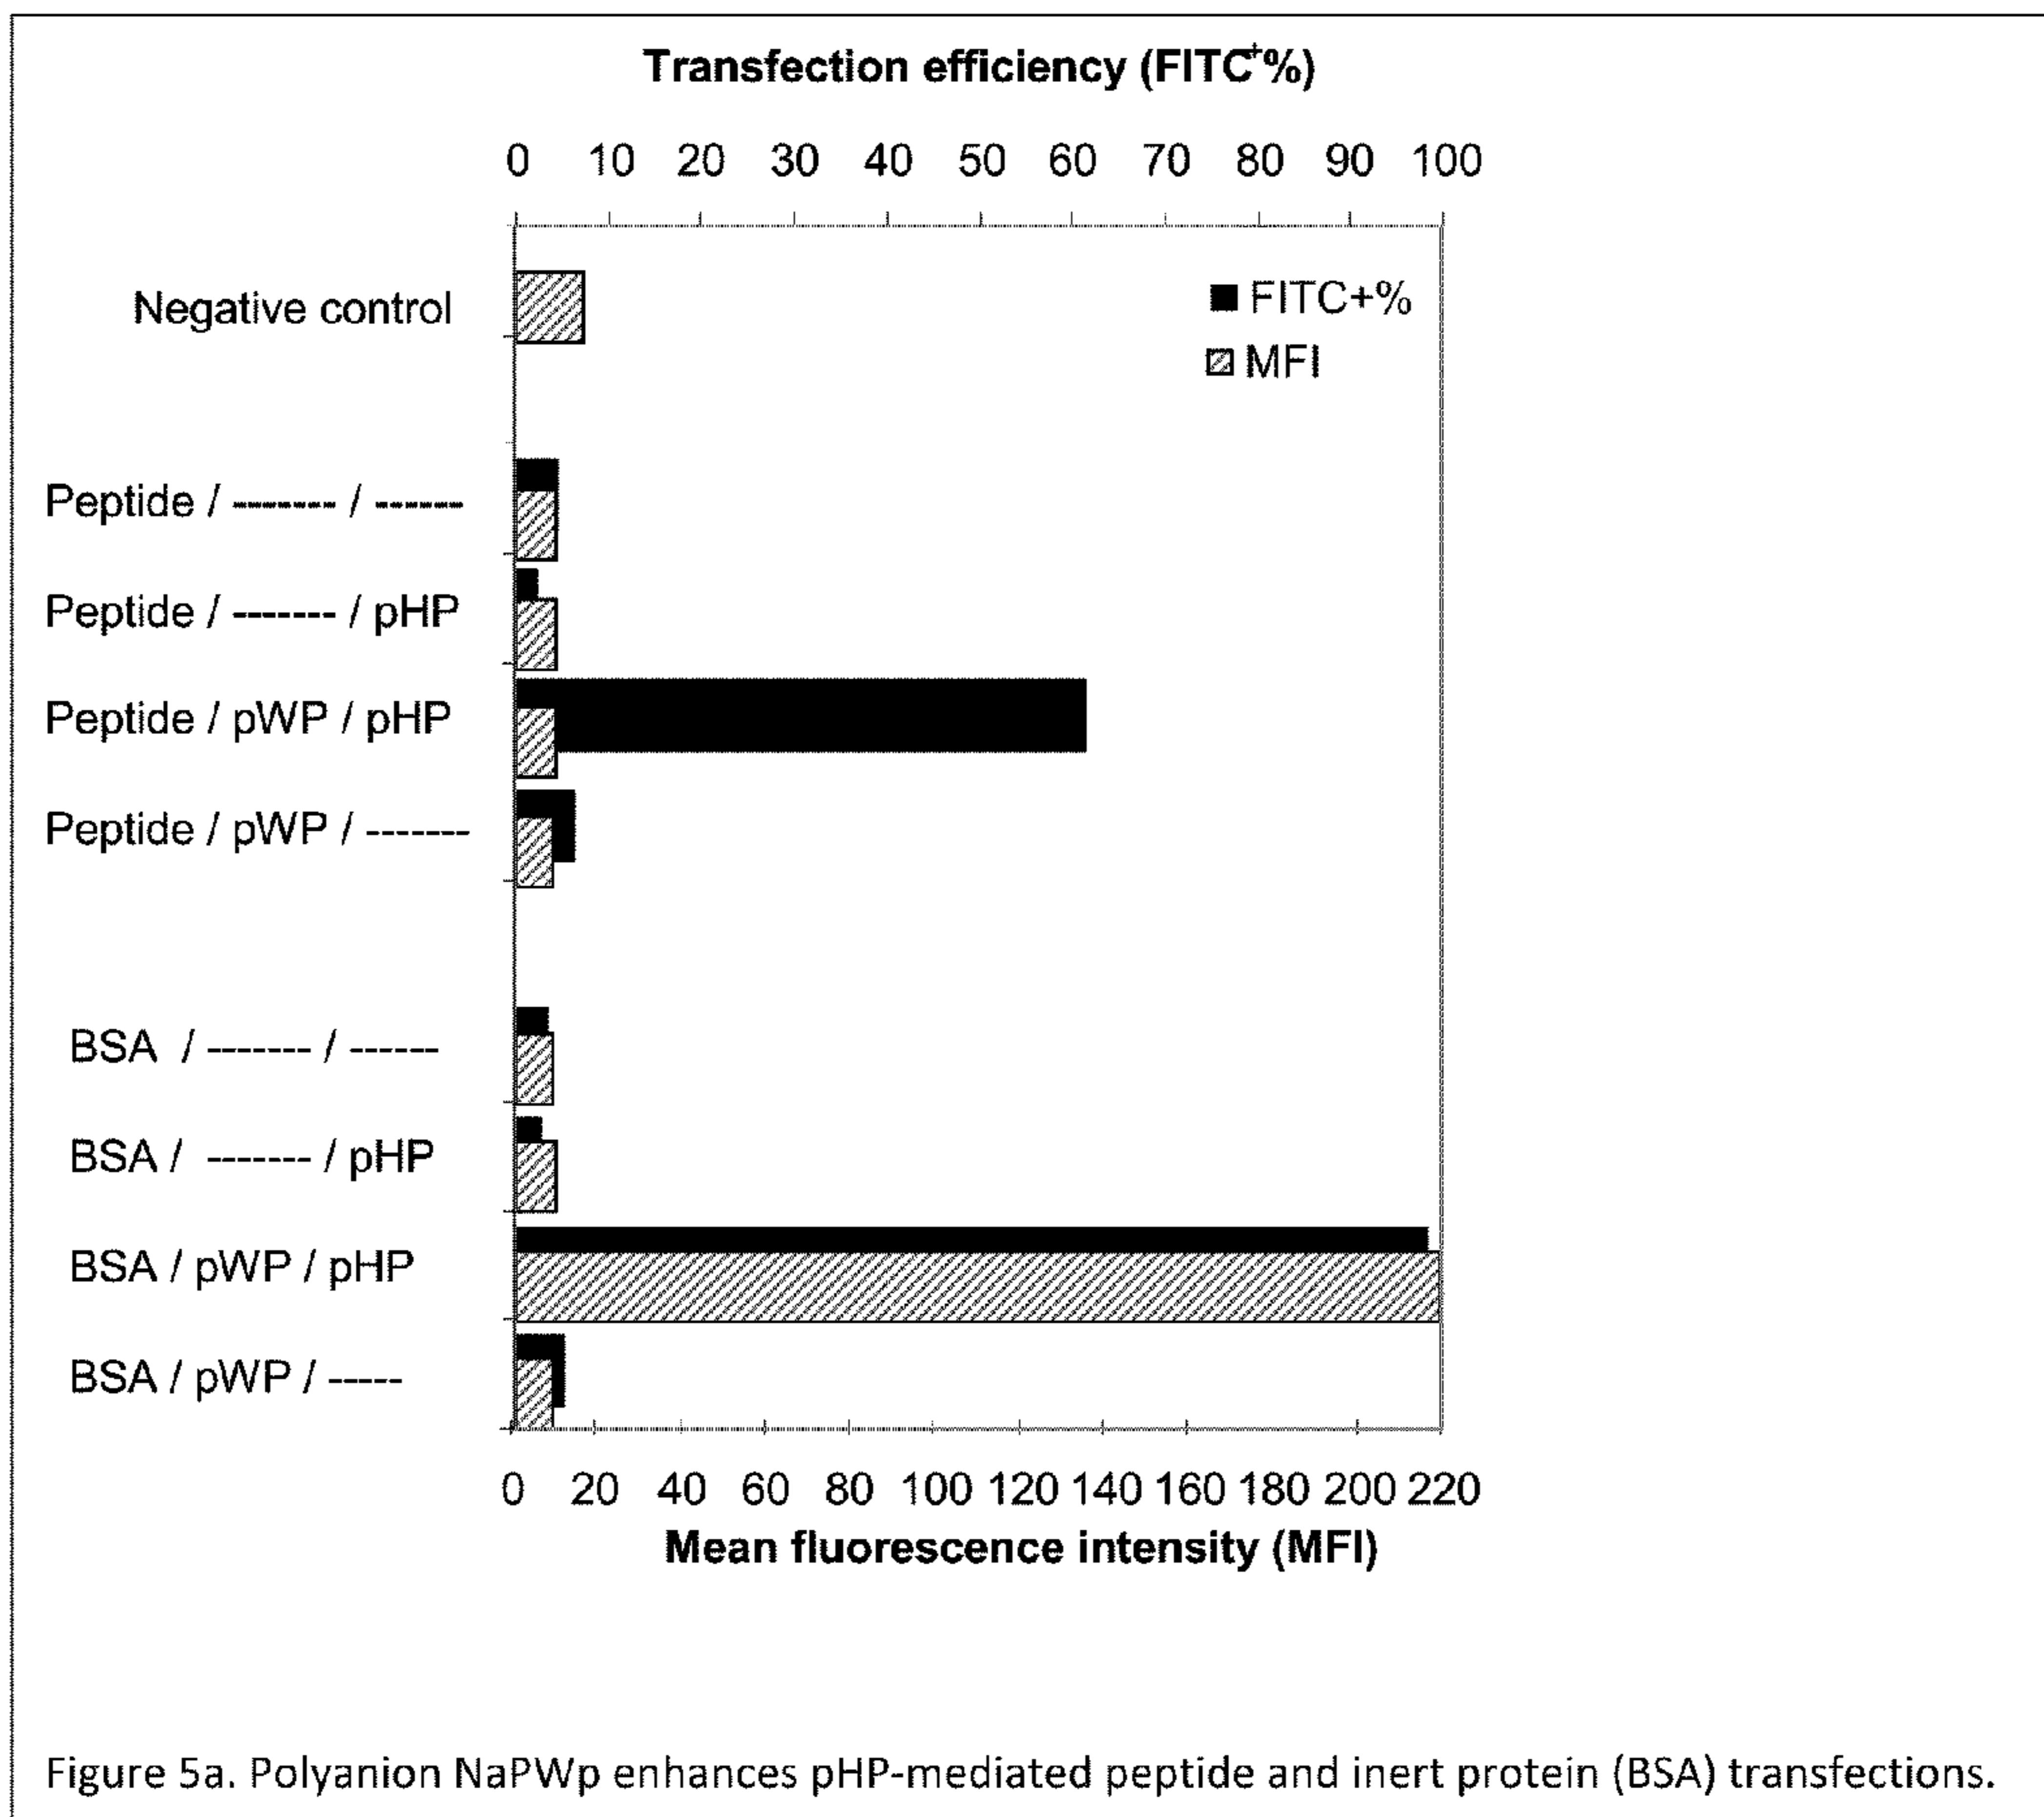 Transfection efficiency (FITC+%)
0 10 20 30 40 50 60 70 80 90 100
FITC+%
MFI
Negative control
Peptide / ------- / ------
Peptide / ------- / pHP
Peptide / pWP / pHP
Peptide / pWP / -------
BSA / ------- / ------
BSA / ------- / pHP
BSA / pWP / pHP
BSA / pWP / -----
0 20 40 60 80 100 120 140 160 180 200 220
Mean fluorescence intensity (MFI)
Figure 5a. Polyanion NaPWp enhances pHP-mediated peptide and inert protein (BSA) transfections.